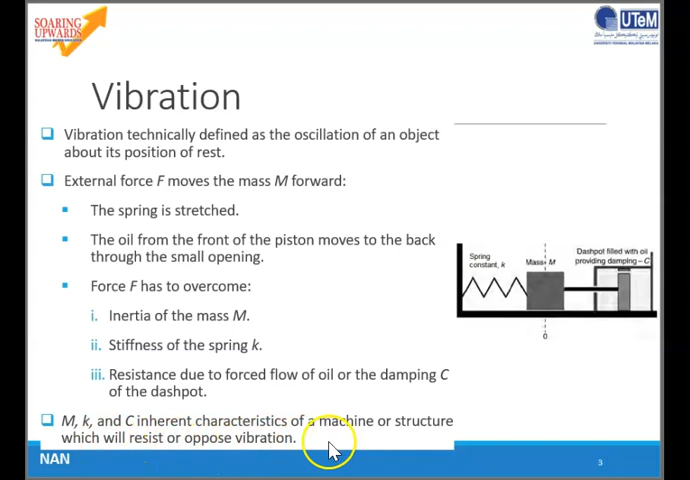 SOARING
UPWARDS
UTeM
UNIVERSITI TEKNIKAL MALAYSIA MELAKA
Vibration
Vibration technically defined as the oscillation of an object
about its position of rest.
External force F moves the mass M forward:
The spring is stretched.
The oil from the front of the piston moves to the back
through the small opening.
Force F has to overcome:
i. Inertia of the mass M.
ii. Stiffness of the spring k.
iii. Resistance due to forced flow of oil or the damping C
of the dashpot.
M, k, and C inherent characteristics of a machine or structure
which will resist or oppose vibration.
Spring
constant, k
Mass- M
Dashpot filled with oil
providing damping – C
0
NAN
3